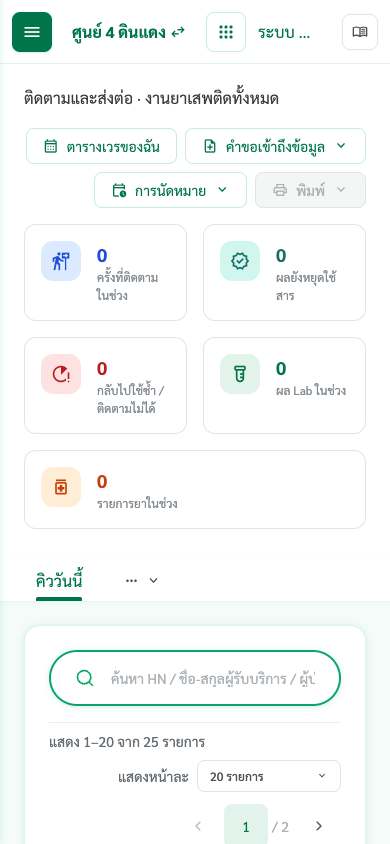 ศูนย์ 4 ดินแดง
ระบบ ...
ติดตามและส่งต่อ · งานยาเสพติดทั้งหมด
ตารางเวรของฉัน
คำขอเข้าถึงข้อมูล
การนัดหมาย
พิมพ์
0
ครั้งที่ติดตาม
ในช่วง
0
ผลยังหยุดใช้
สาร
0
กลับไปใช้ซ้ำ /
ติดตามไม่ได้
0
ผล Lab ในช่วง
0
รายการยาในช่วง
คิววันนี้
...
ค้นหา HN / ชื่อ-สกุลผู้รับบริการ / ผู้ป
แสดง 1–20 จาก 25 รายการ
แสดงหน้าละ
20 รายการ
1
/ 2